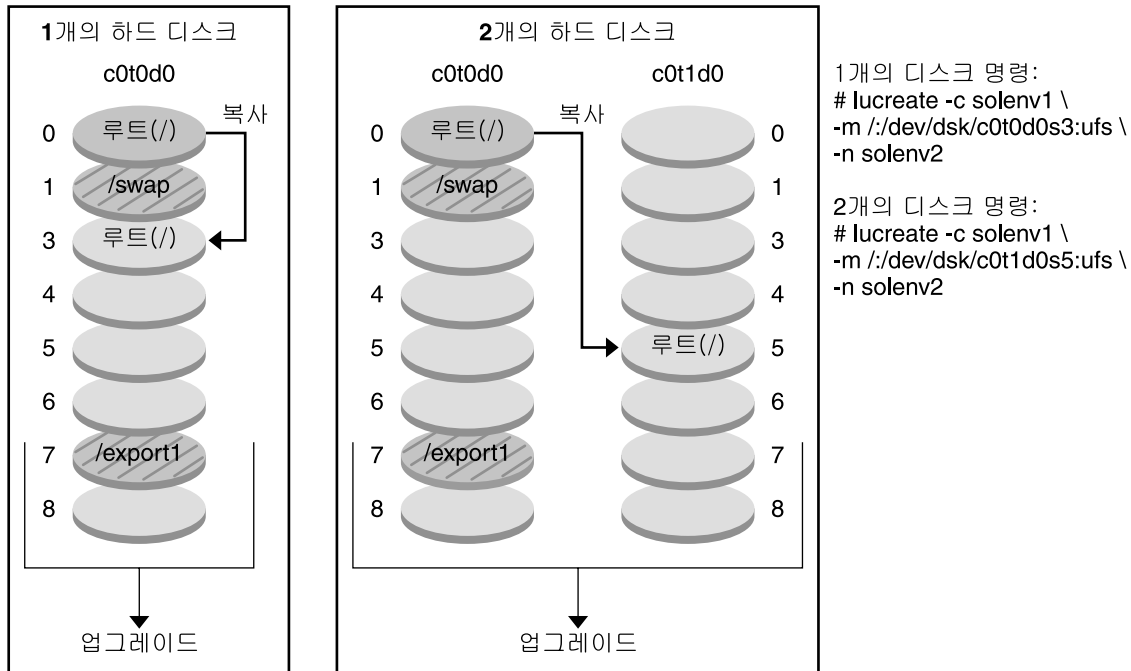 1개의 하드 디스크
c0t0d0
복사
0 루트(/)
1 /swap
3 루트(/)
4
5
6
7 /export1
8
업그레이드
2개의 하드 디스크
c0t0d0 c0t1d0
복사
0 루트(/) 0
1 /swap 1
3 3
4 4
5 루트(/) 5
6 6
7 /export1 7
8 8
업그레이드
1개의 디스크 명령:
# lucreate -c solenv1 \
-m /:/dev/dsk/c0t0d0s3:ufs \
-n solenv2
2개의 디스크 명령:
# lucreate -c solenv1 \
-m /:/dev/dsk/c0t1d0s5:ufs \
-n solenv2